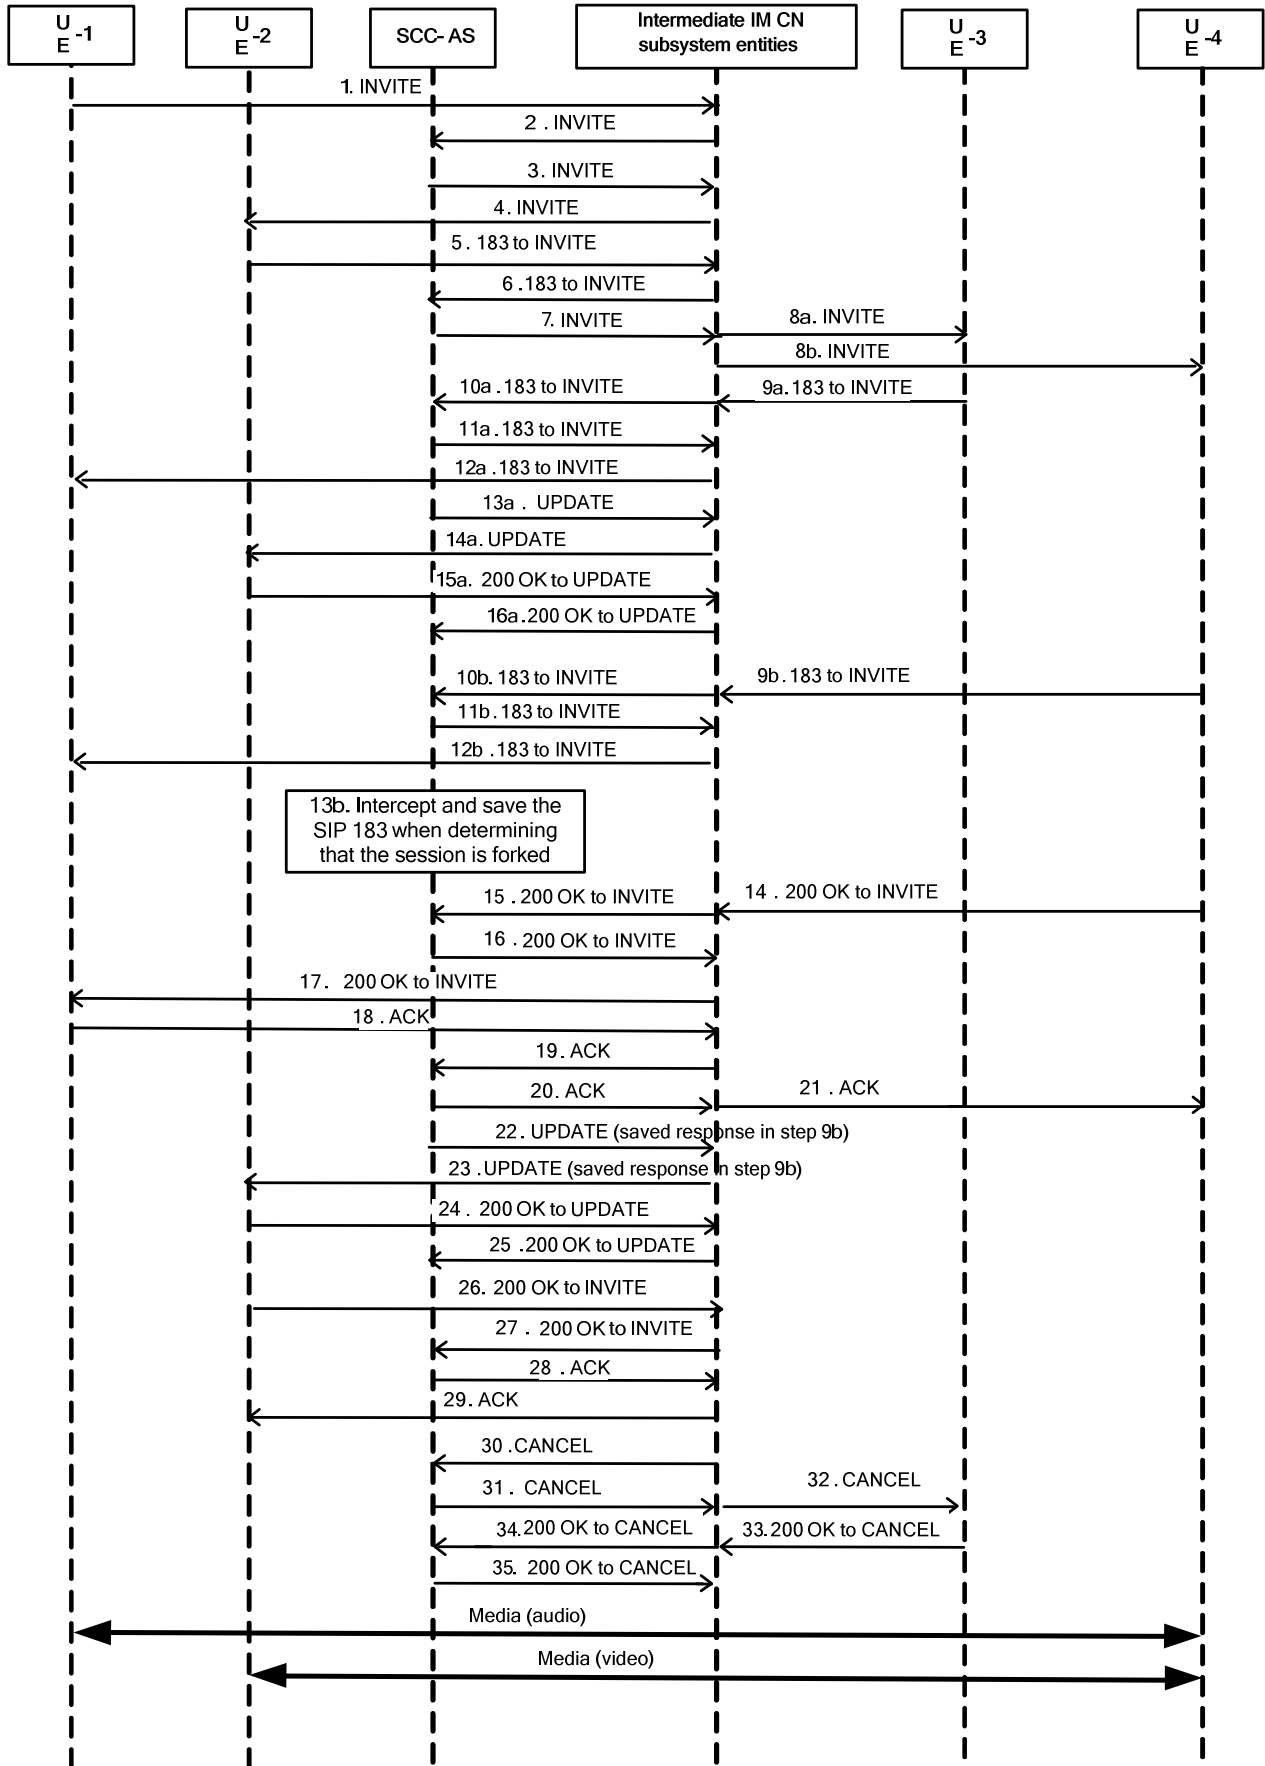 U
E -1
U
E -2
SCC-AS
Intermediate IM CN
subsystem entities
U
E -3
U
E -4
1. INVITE
2 . INVITE
3. INVITE
4. INVITE
5 . 183 to INVITE
6 .183 to INVITE
7. INVITE
8a. INVITE
8b. INVITE
10a .183 to INVITE
9a.183 to INVITE
11a .183 to INVITE
12a .183 to INVITE
13a . UPDATE
14a. UPDATE
15a. 200 OK to UPDATE
16a .200 OK to UPDATE
10b. 183 to INVITE
9b. 183 to INVITE
11b. 183 to INVITE
12b .183 to INVITE
13b. Intercept and save the
SIP 183 when determining
that the session is forked
15 . 200 OK to INVITE
14 . 200 OK to INVITE
16 . 200 OK to INVITE
17. 200 OK to INVITE
18 . ACK
19. ACK
20. ACK
21 . ACK
22. UPDATE (saved response in step 9b)
23 .UPDATE (saved response in step 9b)
24 . 200 OK to UPDATE
25 .200 OK to UPDATE
26. 200 OK to INVITE
27 . 200 OK to INVITE
28 . ACK
29. ACK
30 .CANCEL
31 . CANCEL
32 . CANCEL
34.200 OK to CANCEL
33.200 OK to CANCEL
35. 200 OK to CANCEL
Media (audio)
Media (video)